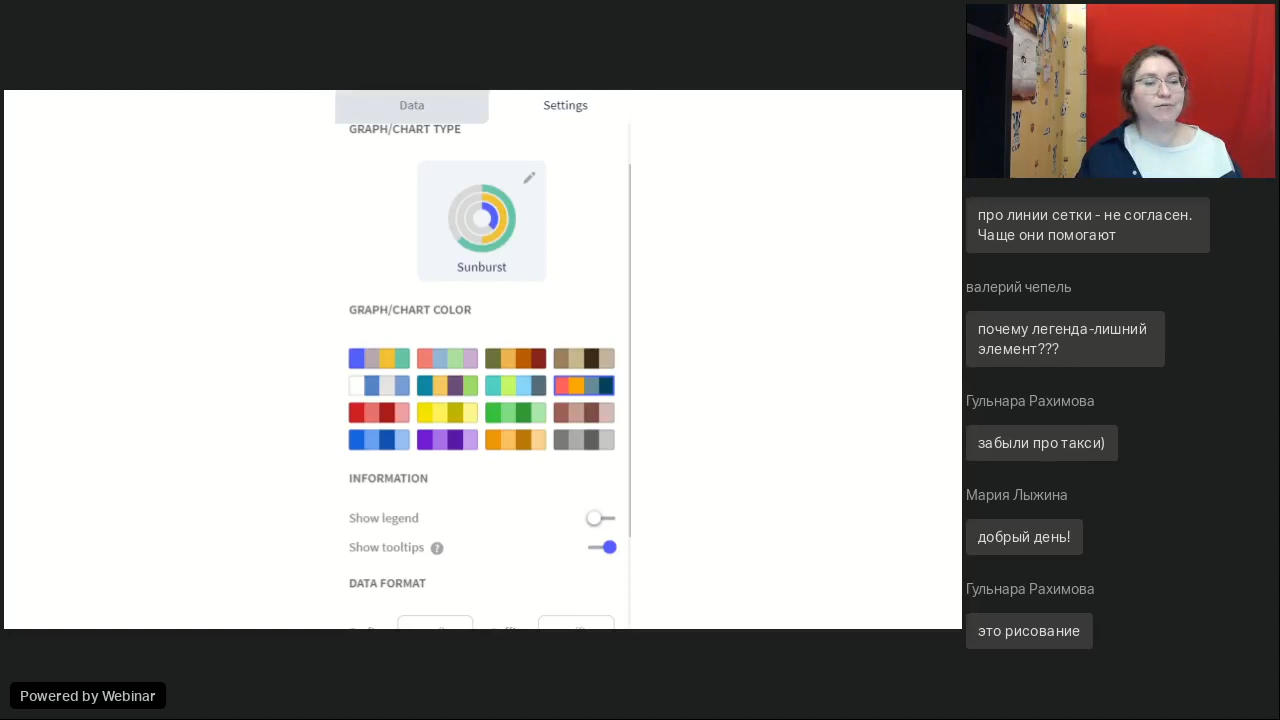 Data
Settings
GRAPH/CHART TYPE
Sunburst
GRAPH/CHART COLOR
INFORMATION
Show legend
Show tooltips ?
DATA FORMAT
про линии сетки - не согласен.
Чаще они помогают
валерий чепель
почему легенда-лишний
элемент???
Гульнара Рахимова
забыли про такси)
Мария Лыжина
добрый день!
Гульнара Рахимова
это рисование
Powered by Webinar